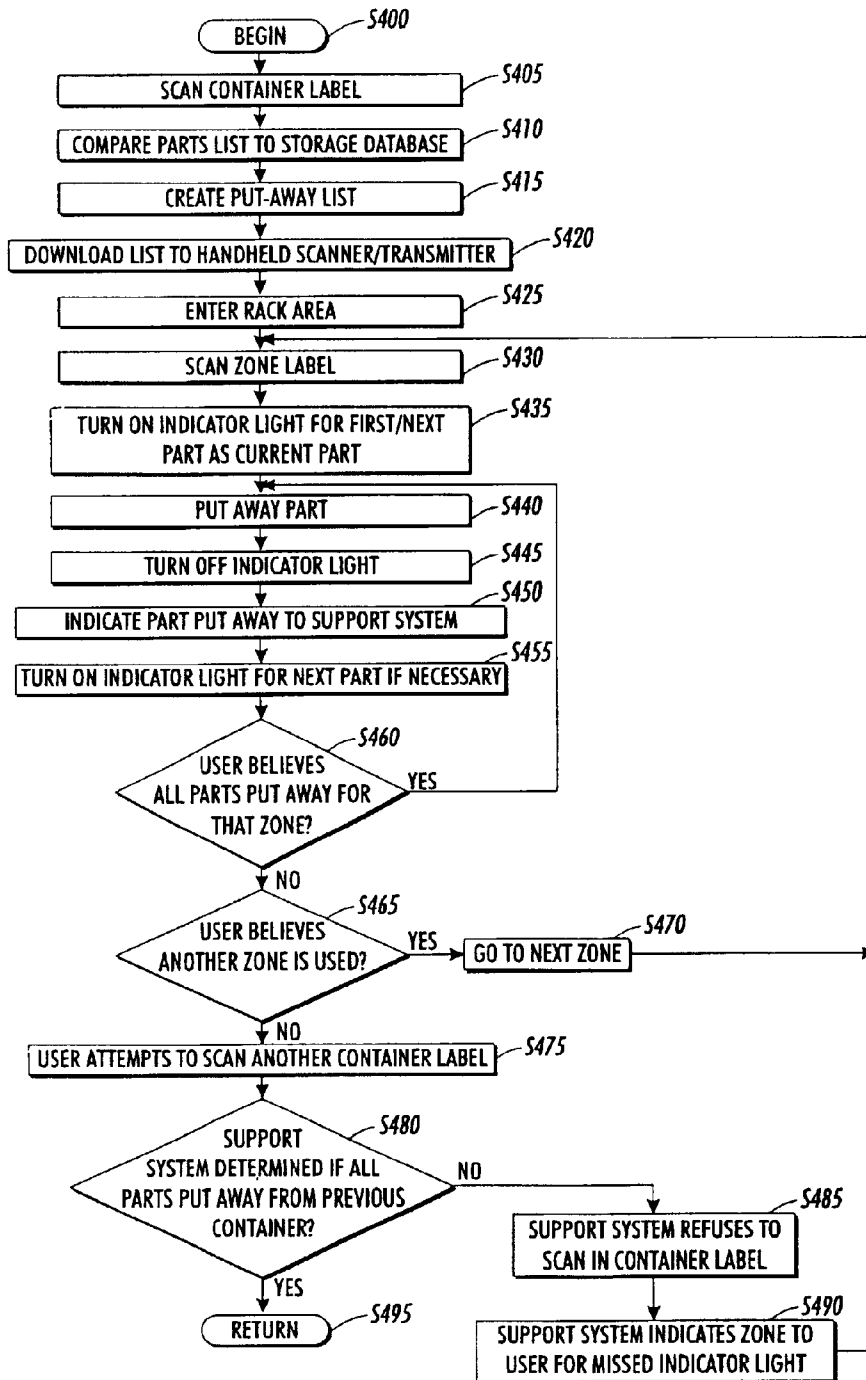 BEGIN
S400
SCAN CONTAINER LABEL
S405
COMPARE PARTS LIST TO STORAGE DATABASE
S410
CREATE PUT-AWAY LIST
S415
DOWNLOAD LIST TO HANDHELD SCANNER/TRANSMITTER
S420
ENTER RACK AREA
S425
SCAN ZONE LABEL
S430
TURN ON INDICATOR LIGHT FOR FIRST/NEXT
PART AS CURRENT PART
S435
PUT AWAY PART
S440
TURN OFF INDICATOR LIGHT
S445
INDICATE PART PUT AWAY TO SUPPORT SYSTEM
S450
TURN ON INDICATOR LIGHT FOR NEXT PART IF NECESSARY
S455
USER BELIEVES
ALL PARTS PUT AWAY FOR
THAT ZONE?
S460
YES
NO
USER BELIEVES
ANOTHER ZONE IS USED?
S465
YES
GO TO NEXT ZONE
S470
NO
USER ATTEMPTS TO SCAN ANOTHER CONTAINER LABEL
S475
SUPPORT
SYSTEM DETERMINED IF ALL
PARTS PUT AWAY FROM PREVIOUS
CONTAINER?
S480
NO
SUPPORT SYSTEM REFUSES TO
SCAN IN CONTAINER LABEL
S485
YES
RETURN
S495
SUPPORT SYSTEM INDICATES ZONE TO
USER FOR MISSED INDICATOR LIGHT
S490